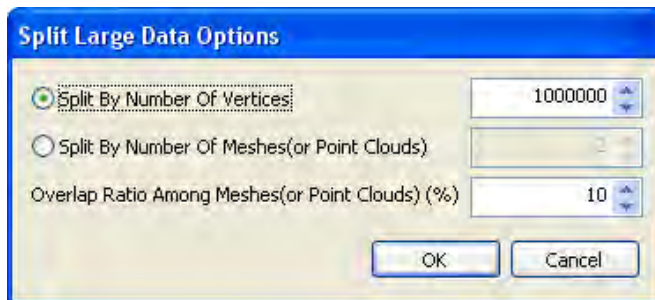 Split Large Data Options
Split By Number Of Vertices 1000000
Split By Number Of Meshes(or Point Clouds) 2
Overlap Ratio Among Meshes(or Point Clouds) (%) 10
OK Cancel